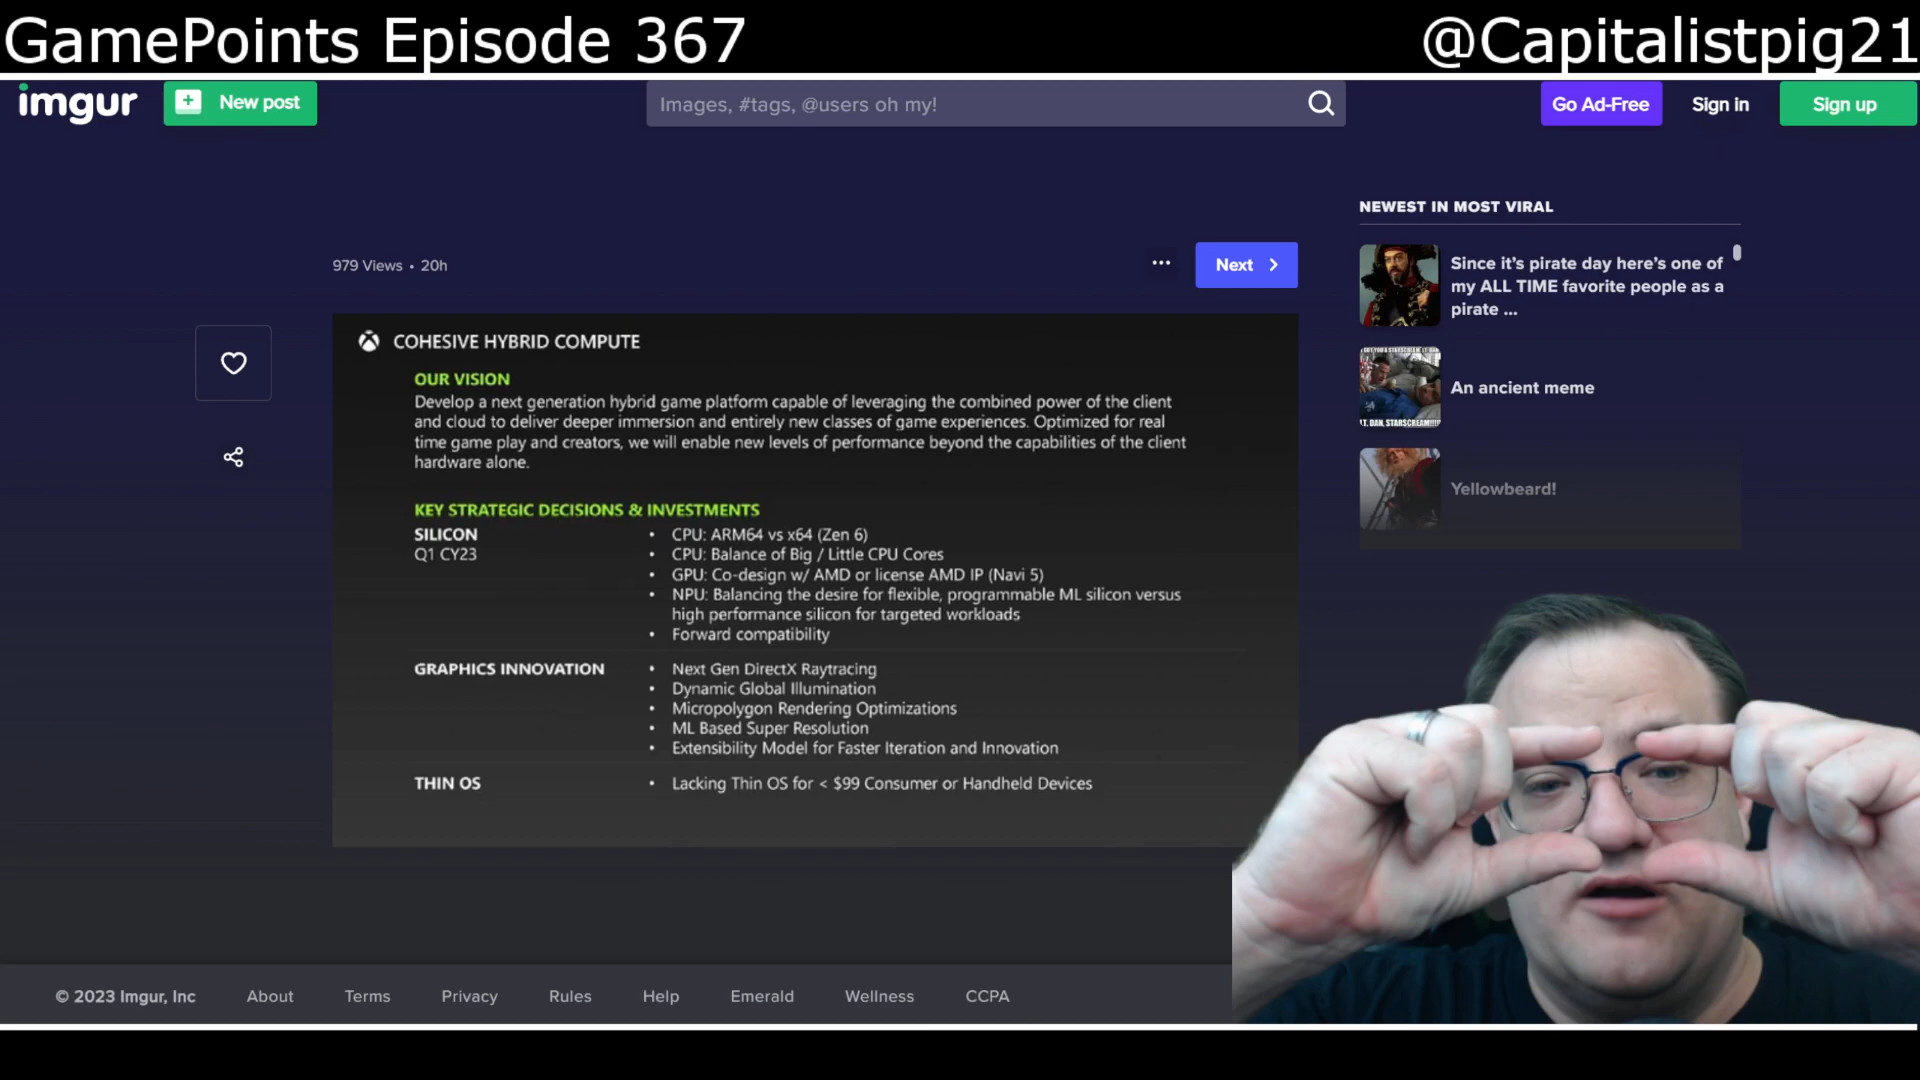 GamePoints Episode 367
@Capitalistpig21
imgur
New post
Images, #tags, @users oh my!
Go Ad-Free
Sign in
Sign up
979 Views • 20h
Next
COHESIVE HYBRID COMPUTE
OUR VISION
Develop a next generation hybrid game platform capable of leveraging the combined power of the client
and cloud to deliver deeper immersion and entirely new classes of game experiences. Optimized for real
time game play and creators, we will enable new levels of performance beyond the capabilities of the client
hardware alone.
KEY STRATEGIC DECISIONS & INVESTMENTS
SILICON
Q1 CY23
• CPU: ARM64 vs x64 (Zen 6)
• CPU: Balance of Big / Little CPU Cores
• GPU: Co-design w/ AMD or license AMD IP (Navi 5)
• NPU: Balancing the desire for flexible, programmable ML silicon versus
high performance silicon for targeted workloads
• Forward compatibility
GRAPHICS INNOVATION
• Next Gen DirectX Raytracing
• Dynamic Global Illumination
• Micropolygon Rendering Optimizations
• ML Based Super Resolution
• Extensibility Model for Faster Iteration and Innovation
THIN OS
• Lacking Thin OS for < $99 Consumer or Handheld Devices
NEWEST IN MOST VIRAL
Since it's pirate day here's one of
my ALL TIME favorite people as a
pirate ...
An ancient meme
LT. DAN, STARSCREAM!!!!!
Yellowbeard!
© 2023 Imgur, Inc
About
Terms
Privacy
Rules
Help
Emerald
Wellness
CCPA